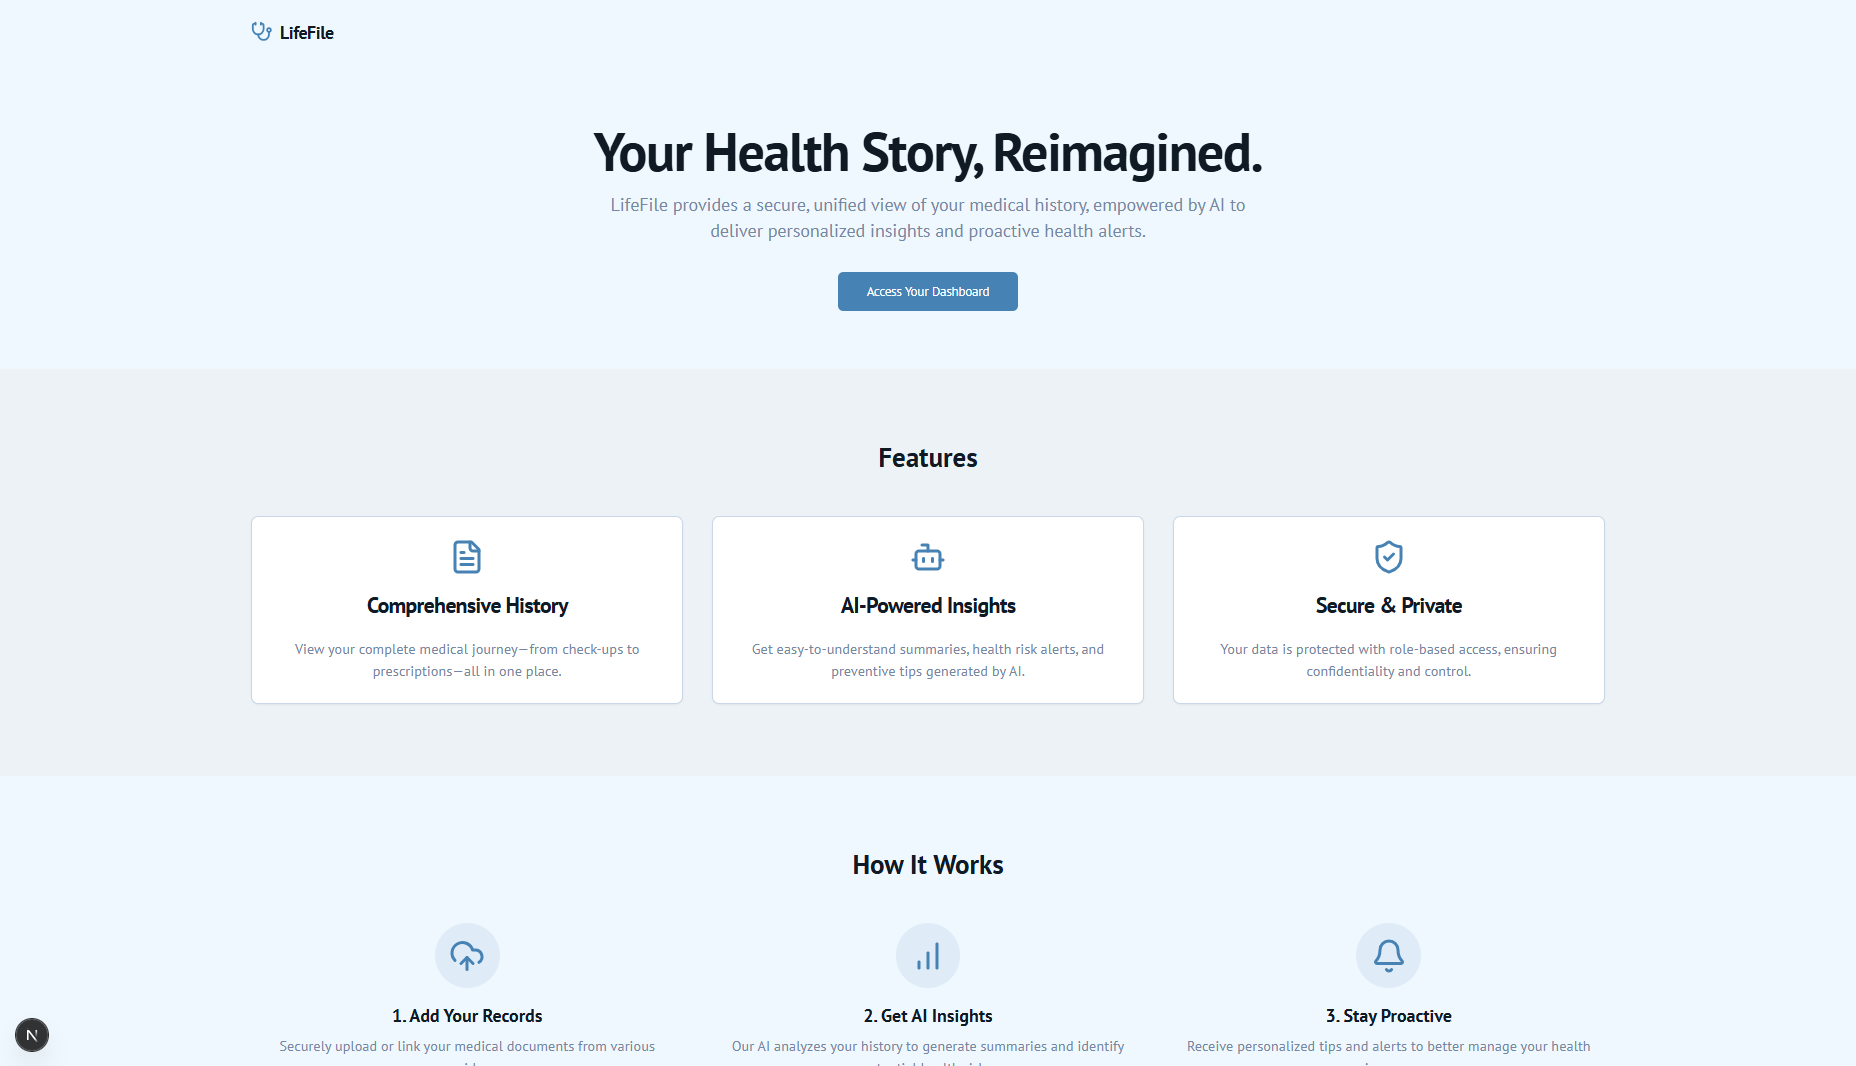 LifeFile
Your Health Story, Reimagined.
LifeFile provides a secure, unified view of your medical history, empowered by AI to
deliver personalized insights and proactive health alerts.
Access Your Dashboard
Features
Comprehensive History
View your complete medical journey—from check-ups to
prescriptions—all in one place.
AI-Powered Insights
Get easy-to-understand summaries, health risk alerts, and
preventive tips generated by AI.
Secure & Private
Your data is protected with role-based access, ensuring
confidentiality and control.
How It Works
1. Add Your Records
Securely upload or link your medical documents from various
2. Get AI Insights
Our AI analyzes your history to generate summaries and identify
3. Stay Proactive
Receive personalized tips and alerts to better manage your health
N